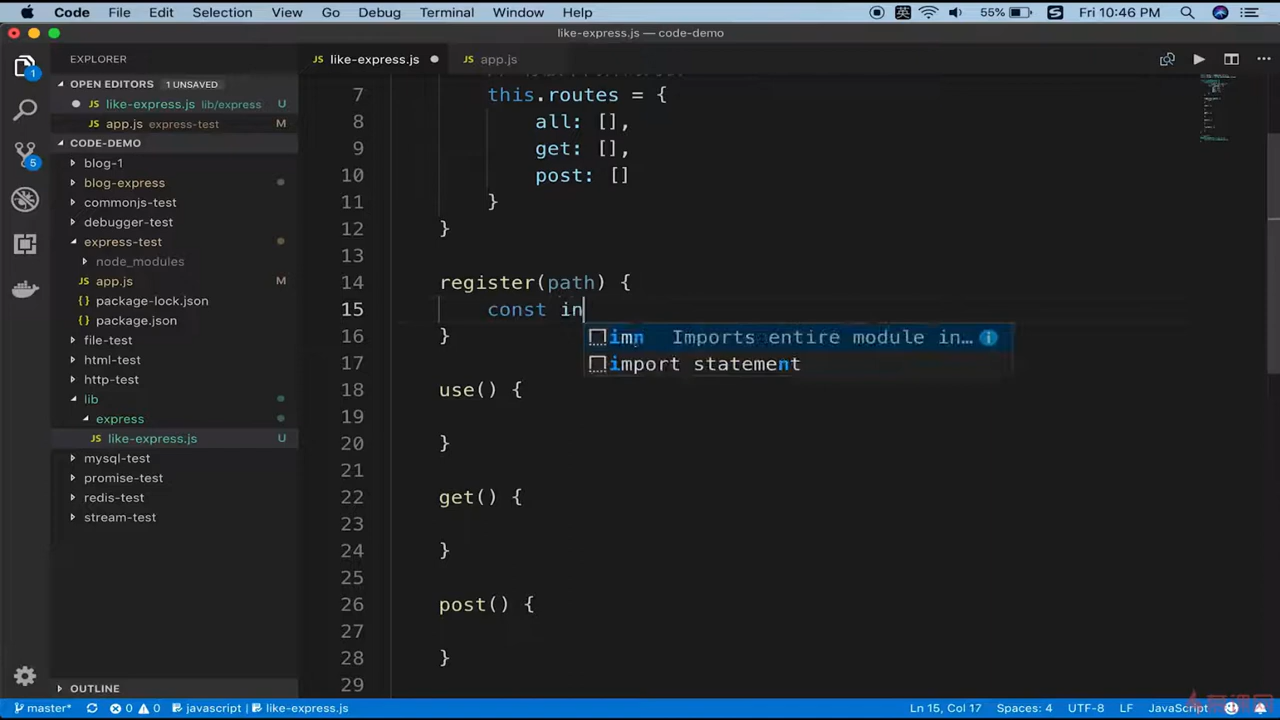 Code File Edit Selection View Go Debug Terminal Window Help 英 55% S Fri 10:46 PM
like-express.js — code-demo
EXPLORER
like-express.js
app.js
OPEN EDITORS 1 UNSAVED
JS like-express.js lib/express U
JS app.js express-test M
CODE-DEMO
blog-1
blog-express
commonjs-test
debugger-test
express-test
node_modules
JS app.js M
package-lock.json
package.json
file-test
html-test
http-test
lib
express
JS like-express.js U
mysql-test
promise-test
redis-test
stream-test
OUTLINE
1
5
7 this.routes = {
8 all: [],
9 get: [],
10 post: []
11 }
12 }
13
14 register(path) {
15 const in
imn Imports entire module in…
import statement
16 }
17
18 use() {
19
20 }
21
22 get() {
23
24 }
25
26 post() {
27
28 }
29
master* 0 0 javascript | like-express.js Ln 15, Col 17 Spaces: 4 UTF-8 LF JavaScript